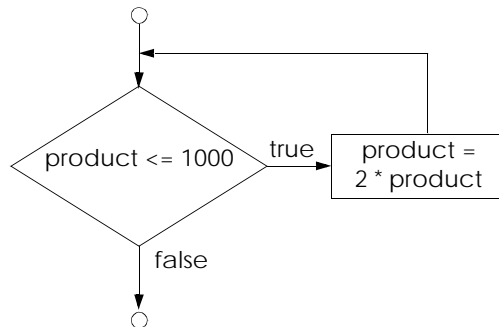 product <= 1000
true
product =
2 * product
false